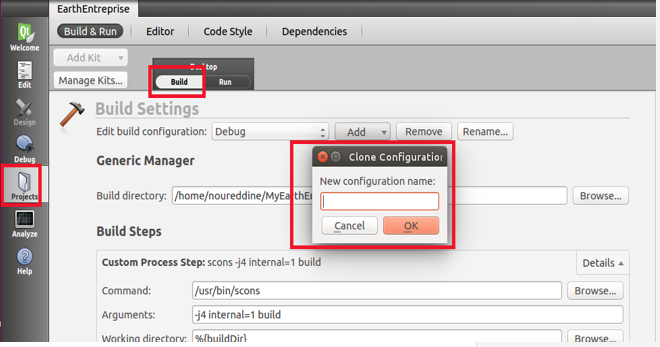 EarthEntreprise
Build & Run
Editor
Code Style
Dependencies
Qt
Welcome
Edit
Design
Debug
Projects
Analyze
Help
Add Kit
Manage Kits...
Desktop
Build
Run
Build Settings
Edit build configuration:
Debug
Add
Remove
Rename...
Generic Manager
Build directory:
/home/noureddine/MyEarthEn
Browse...
Clone Configuration
New configuration name:
Cancel
OK
Build Steps
Custom Process Step: scons -j4 internal=1 build
Details
Command:
/usr/bin/scons
Browse...
Arguments:
-j4 internal=1 build
Working directory:
%{buildDir}
Browse...